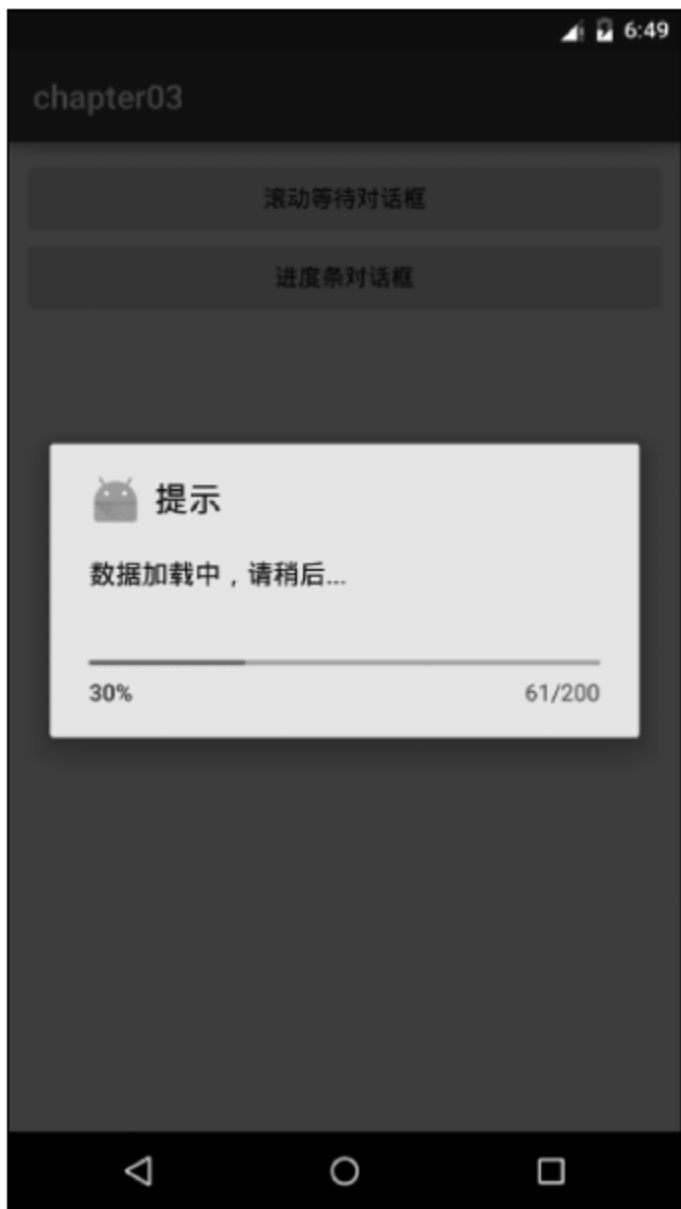 6:49
chapter03
滚动等待对话框
进度条对话框
提示
数据加载中，请稍后...
30%
61/200